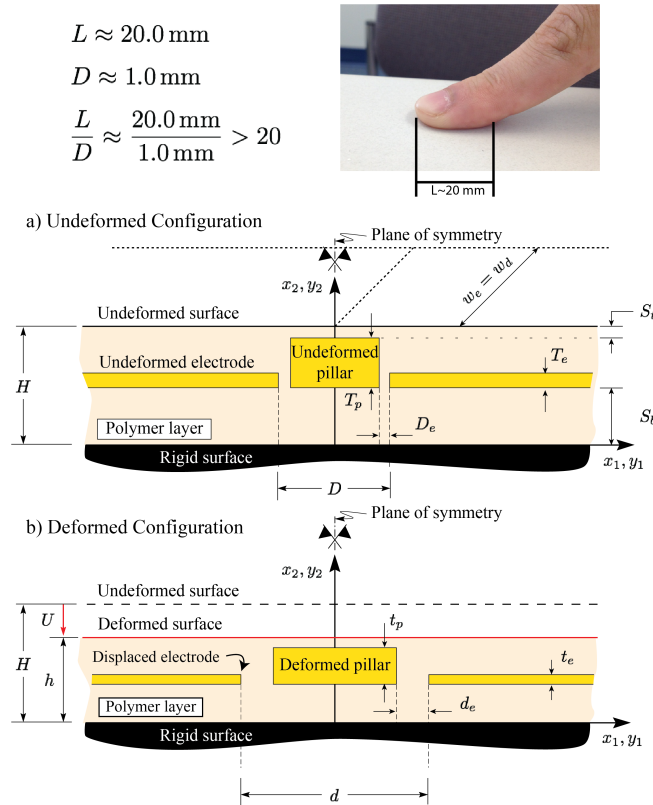 L ≈ 20.0 mm
D ≈ 1.0 mm
L/D ≈ 20.0 mm/1.0 mm > 20
L~20 mm
a) Undeformed Configuration
Plane of symmetry
x₂, y₂
wₑ = w_d
Undeformed surface
Undeformed electrode
Undeformed
pillar
H
Tₚ
Tₑ
Dₑ
Polymer layer
Rigid surface
x₁, y₁
D
b) Deformed Configuration
Plane of symmetry
x₂, y₂
Undeformed surface
U
Deformed surface
tₚ
H
h
Displaced electrode
Deformed pillar
tₑ
Polymer layer
dₑ
Rigid surface
x₁, y₁
d